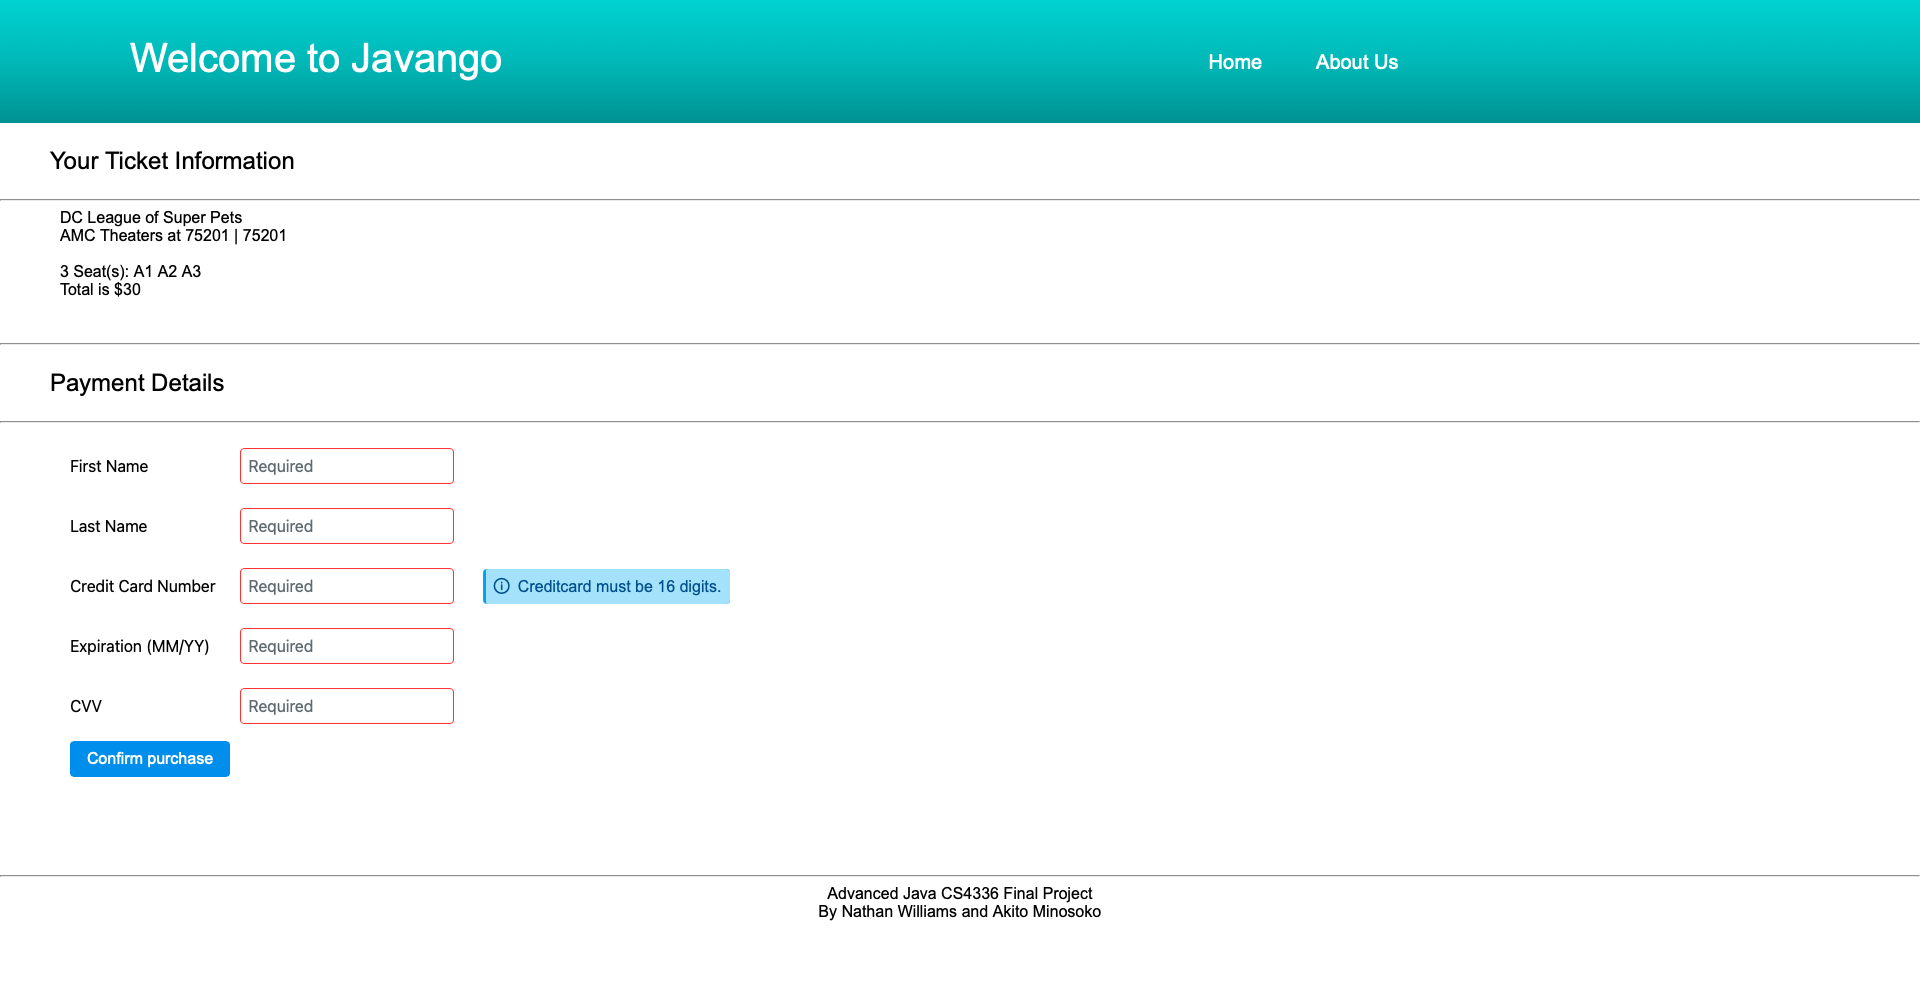 Welcome to Javango
Home About Us
Your Ticket Information
DC League of Super Pets
AMC Theaters at 75201 | 75201
3 Seat(s): A1 A2 A3
Total is $30
Payment Details
First Name Required
Last Name Required
Credit Card Number Required Creditcard must be 16 digits.
Expiration (MM/YY) Required
CVV Required
Confirm purchase
Advanced Java CS4336 Final Project
By Nathan Williams and Akito Minosoko